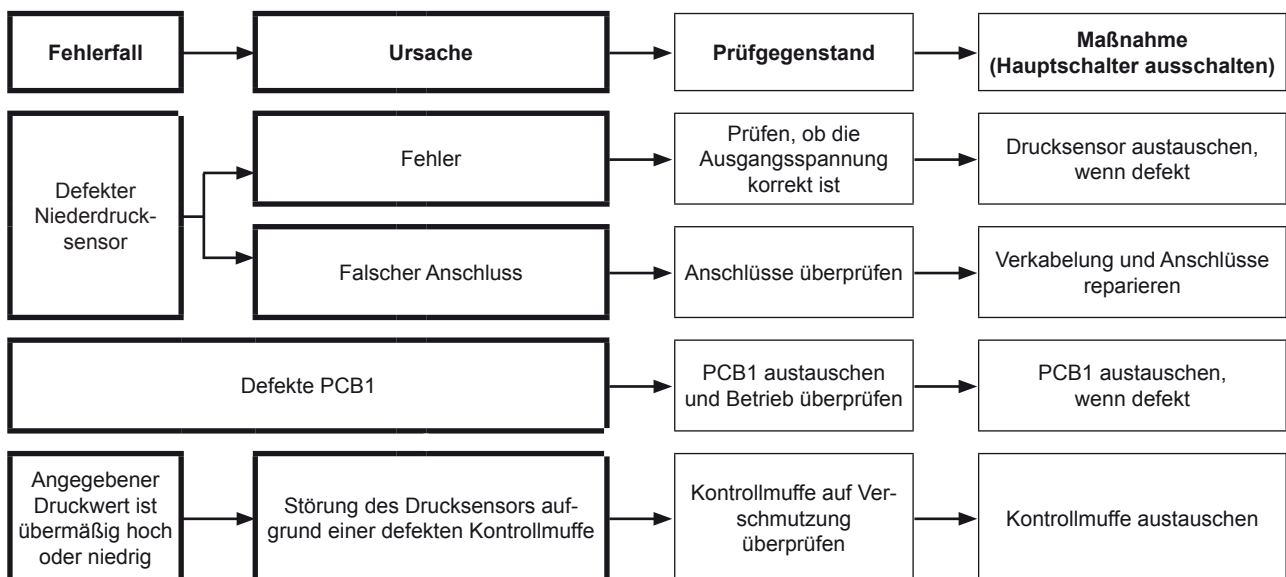 Fehlerfall
Ursache
Prüfgegenstand
Maßnahme
(Hauptschalter ausschalten)
Defekter
Niederdruck-
sensor
Fehler
Prüfen, ob die
Ausgangsspannung
korrekt ist
Drucksensor austauschen,
wenn defekt
Falscher Anschluss
Anschlüsse überprüfen
Verkabelung und Anschlüsse
reparieren
Defekte PCB1
PCB1 austauschen
und Betrieb überprüfen
PCB1 austauschen,
wenn defekt
Angegebener
Druckwert ist
übermäßig hoch
oder niedrig
Störung des Drucksensors auf-
grund einer defekten Kontrollmuffe
Kontrollmuffe auf Ver-
schmutzung
überprüfen
Kontrollmuffe austauschen